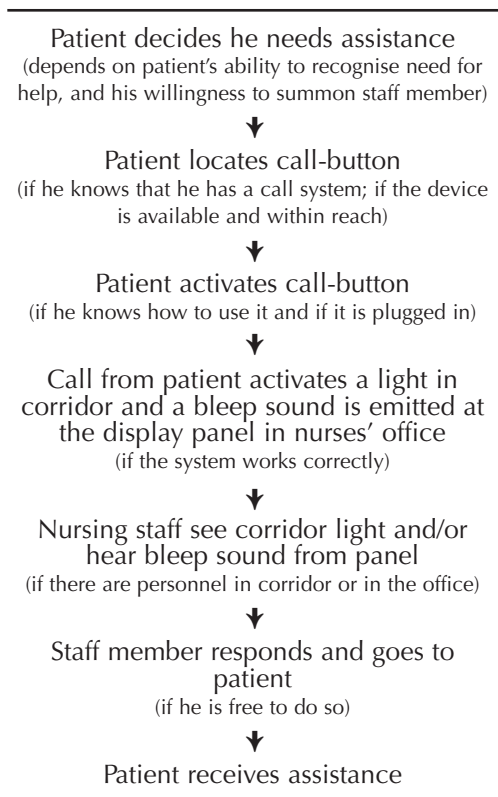 Patient decides he needs assistance
(depends on patient’s ability to recognise need for
help, and his willingness to summon staff member)
Patient locates call-button
(if he knows that he has a call system; if the device
is available and within reach)
Patient activates call-button
(if he knows how to use it and if it is plugged in)
Call from patient activates a light in
corridor and a bleep sound is emitted at
the display panel in nurses’ office
(if the system works correctly)
Nursing staff see corridor light and/or
hear bleep sound from panel
(if there are personnel in corridor or in the office)
Staff member responds and goes to
patient
(if he is free to do so)
Patient receives assistance